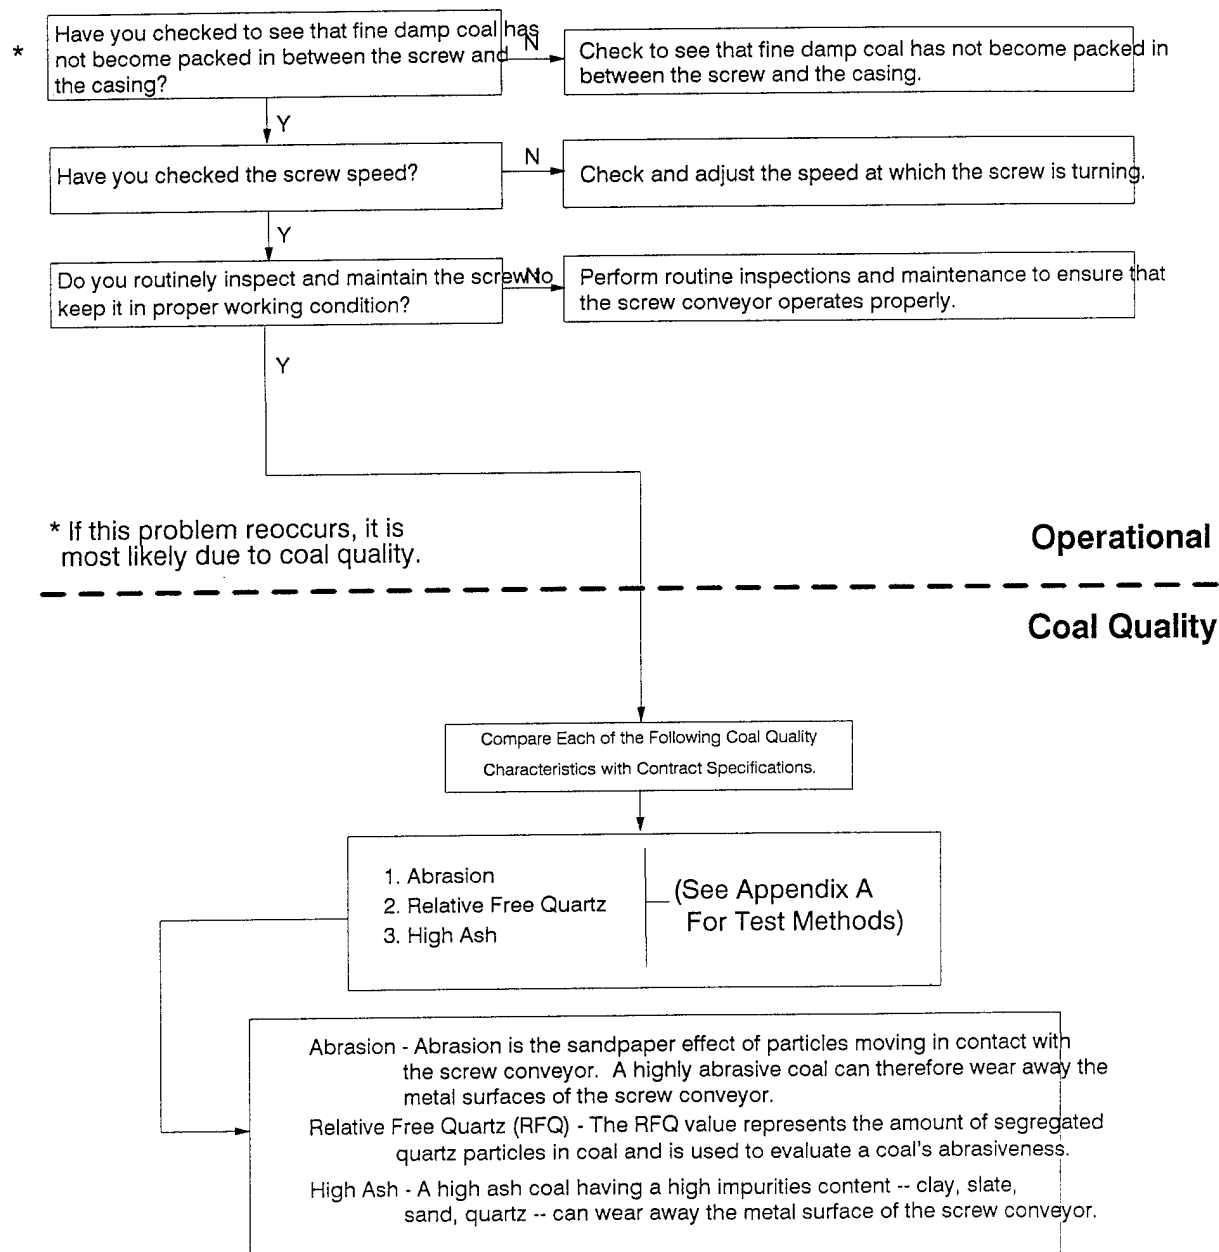 Have you checked to see that fine damp coal has
*
not become packed in between the screw and
the casing?
N
Check to see that fine damp coal has not become packed in
between the screw and the casing.
Y
Have you checked the screw speed?
N
Check and adjust the speed at which the screw is turning.
Y
Do you routinely inspect and maintain the screw to
keep it in proper working condition?
N
Perform routine inspections and maintenance to ensure that
the screw conveyor operates properly.
Y
* If this problem reoccurs, it is
most likely due to coal quality.
Operational
Coal Quality
Compare Each of the Following Coal Quality
Characteristics with Contract Specifications.
1. Abrasion
2. Relative Free Quartz
3. High Ash
(See Appendix A
For Test Methods)
Abrasion - Abrasion is the sandpaper effect of particles moving in contact with
the screw conveyor. A highly abrasive coal can therefore wear away the
metal surfaces of the screw conveyor.
Relative Free Quartz (RFQ) - The RFQ value represents the amount of segregated
quartz particles in coal and is used to evaluate a coal's abrasiveness.
High Ash - A high ash coal having a high impurities content -- clay, slate,
sand, quartz -- can wear away the metal surface of the screw conveyor.